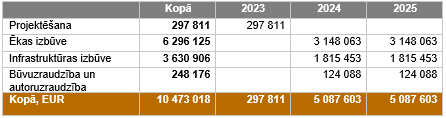 Kopā 2023 2024 2025
Projektēšana 297 811 297 811
Ēkas izbūve 6 296 125 3 148 063 3 148 063
Infrastruktūras izbūve 3 630 906 1 815 453 1 815 453
Būvuzraudzība un
autoruzraudzība 248 176 124 088 124 088
Kopā, EUR 10 473 018 297 811 5 087 603 5 087 603